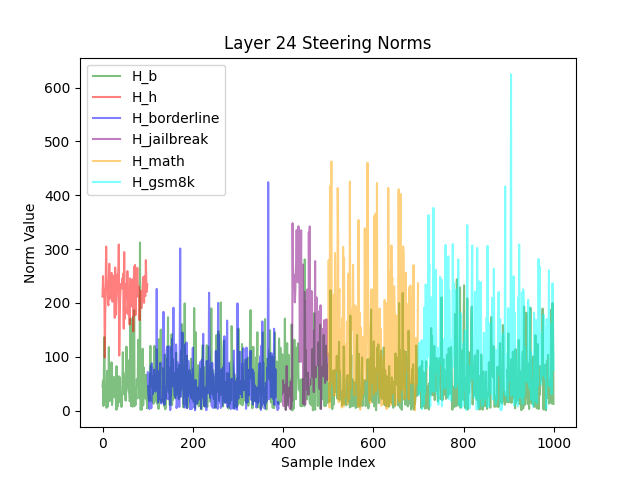 Layer 24 Steering Norms
H_b
H_h
H_borderline
H_jailbreak
H_math
H_gsm8k
Norm Value
600
500
400
300
200
100
0
0 200 400 600 800 1000
Sample Index